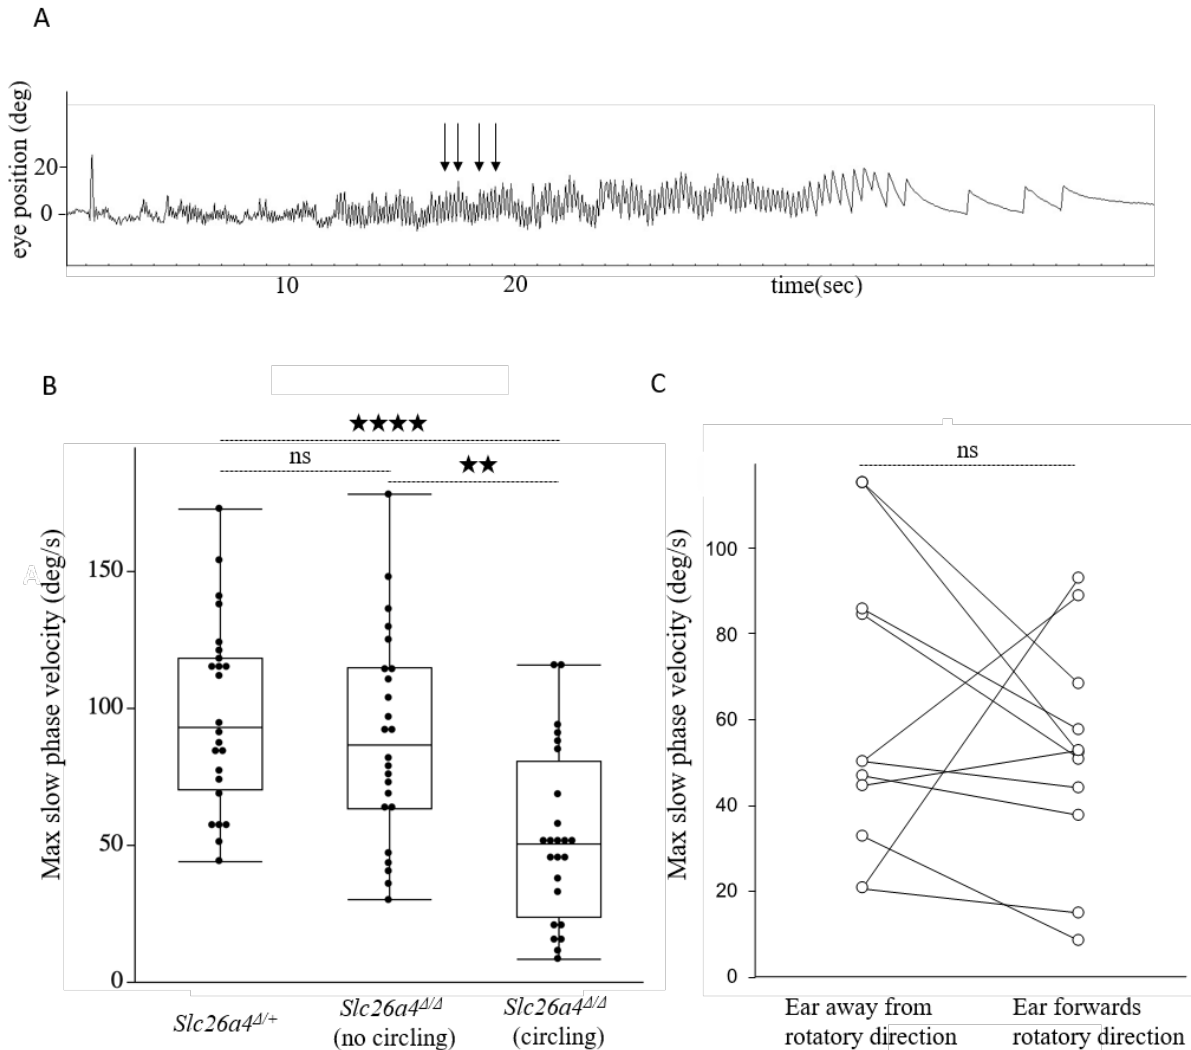 A
eye position (deg)
20
0
10
20
time(sec)
B
★★★★
ns
★★
Max slow phase velocity (deg/s)
150
100
50
0
A
Slc26a4Δ/+
Slc26a4Δ/Δ
(no circling)
Slc26a4Δ/Δ
(circling)
C
ns
Max slow phase velocity (deg/s)
100
80
60
40
20
0
Ear away from
rotatory direction
Ear forwards
rotatory direction